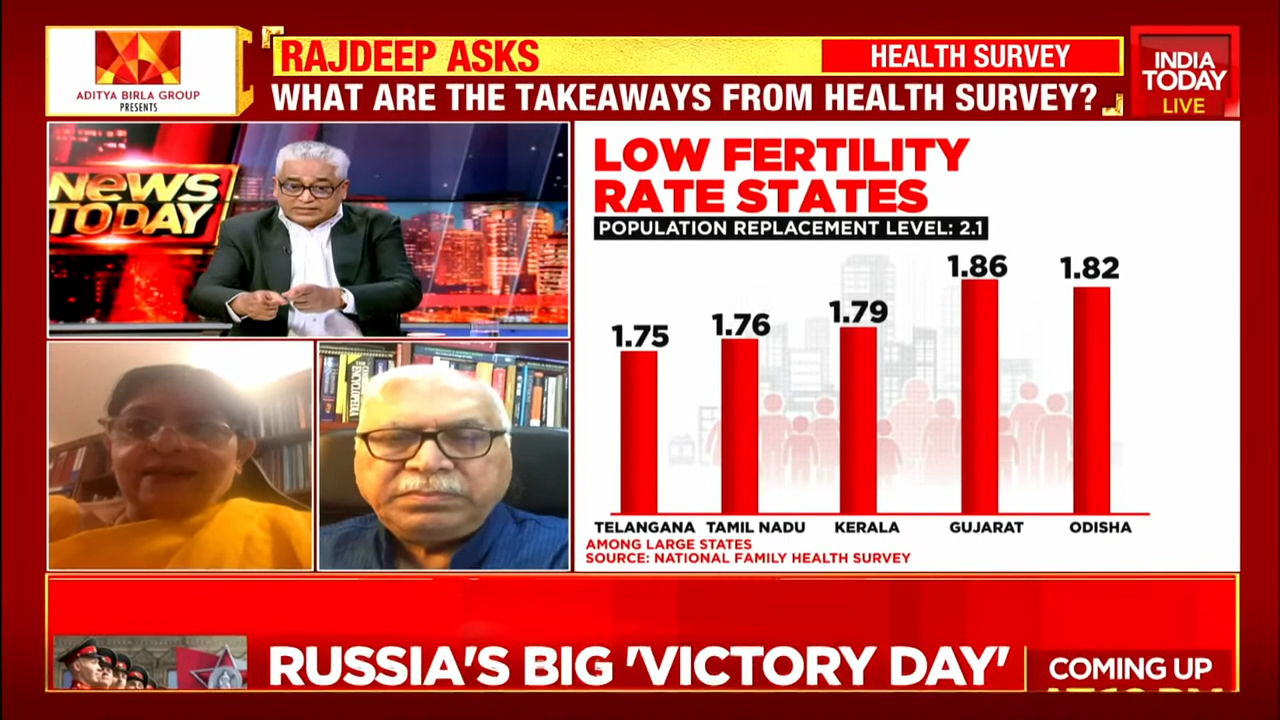 ADITYA BIRLA GROUP
PRESENTS
RAJDEEP ASKS
HEALTH SURVEY
WHAT ARE THE TAKEAWAYS FROM HEALTH SURVEY?
INDIA
TODAY
LIVE
NEWS
TODAY
LOW FERTILITY
RATE STATES
POPULATION REPLACEMENT LEVEL: 2.1
1.75 1.76 1.79 1.86 1.82
TELANGANA TAMIL NADU KERALA GUJARAT ODISHA
AMONG LARGE STATES
SOURCE: NATIONAL FAMILY HEALTH SURVEY
ENCYCLOPEDIA
RUSSIA'S BIG 'VICTORY DAY'
COMING UP